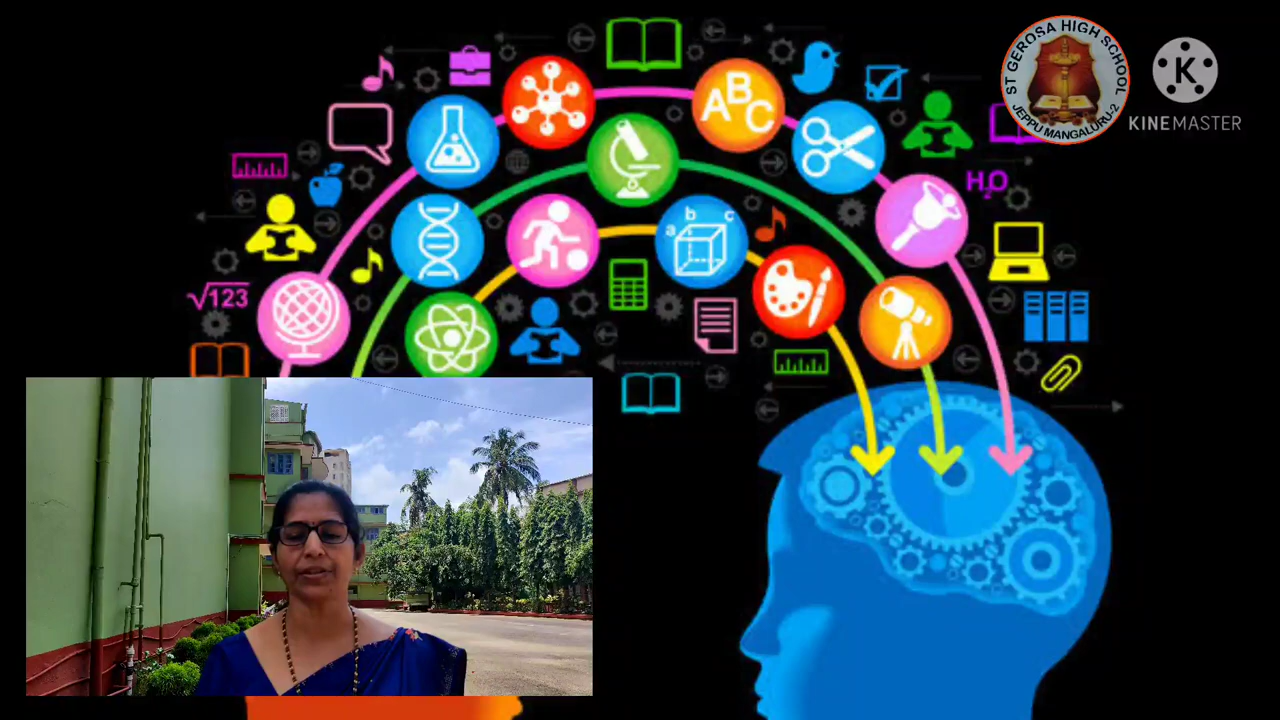 ST GEROSA HIGH SCHOOL
JEPPU MANGALURU-2
K
KINEMASTER
ABC
H₂O
a b c
√123